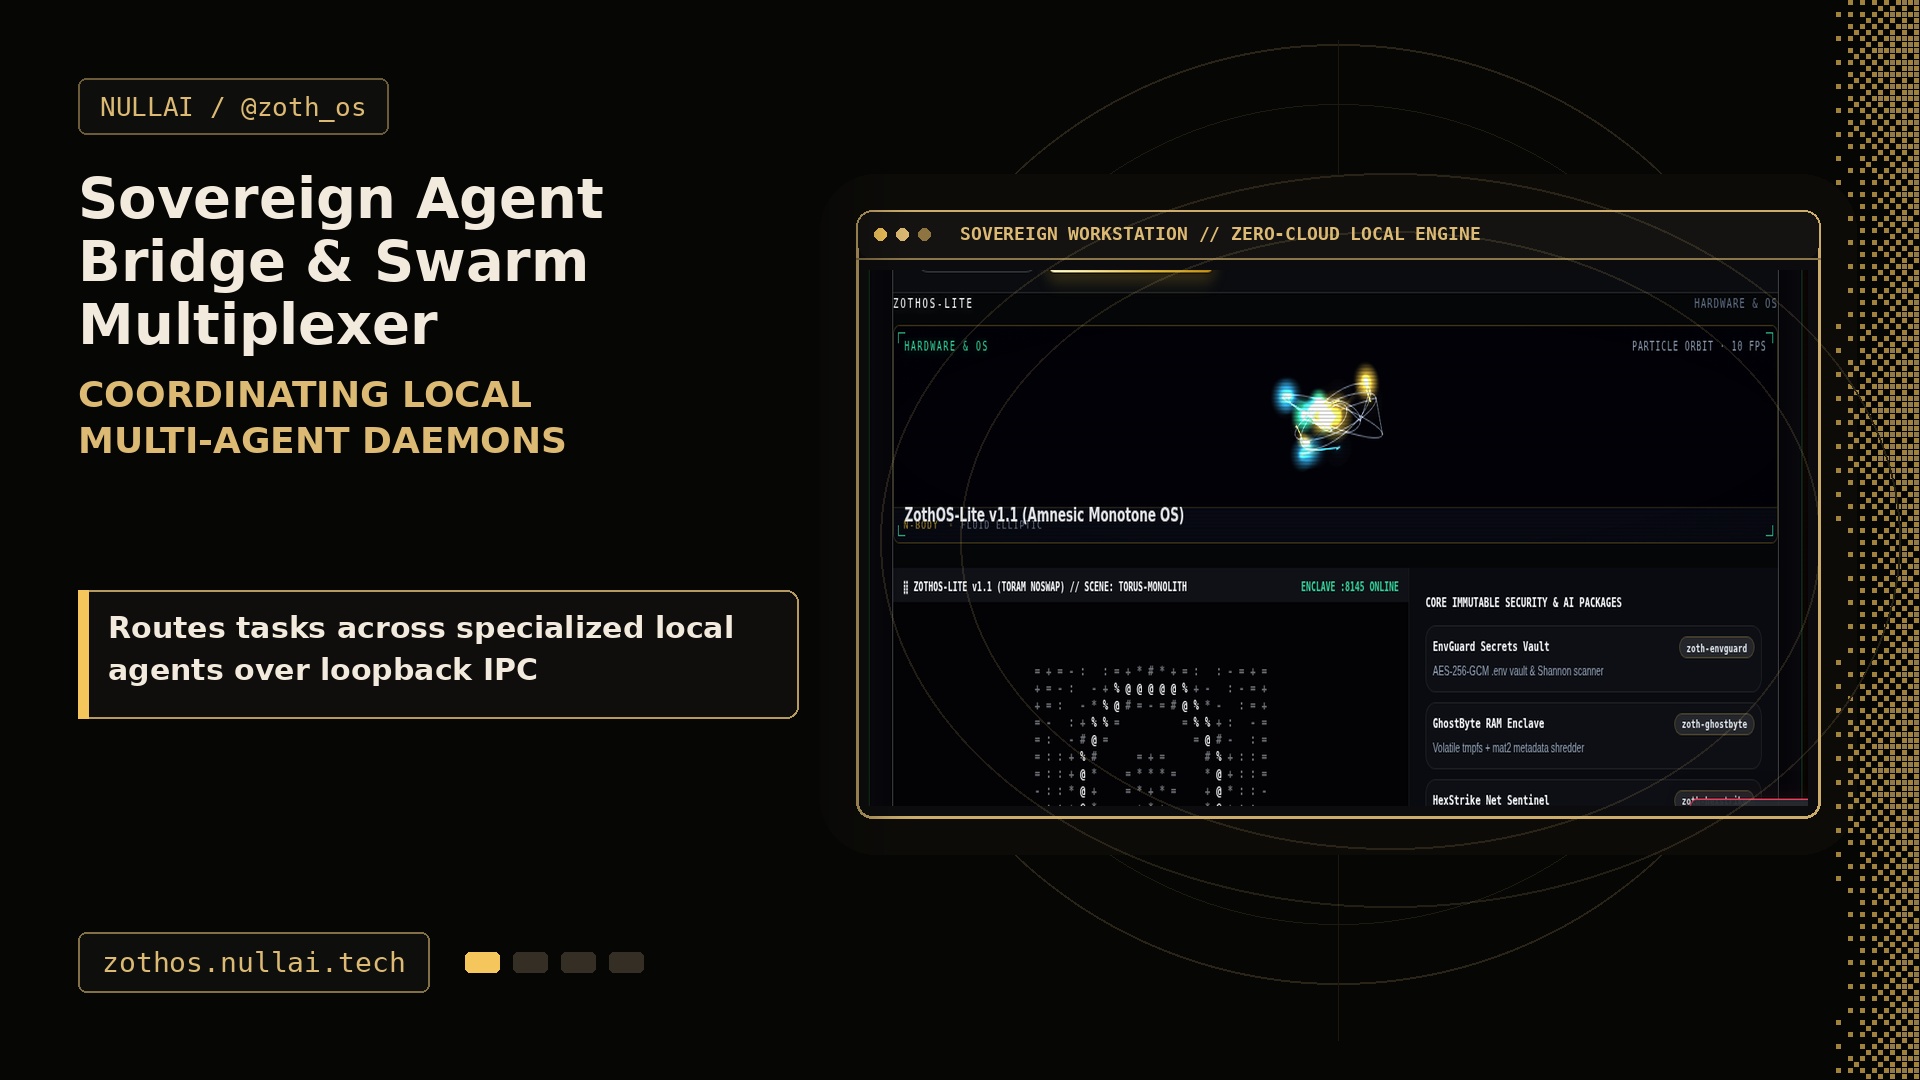 NULLAI / @zoth_os
Sovereign Agent
Bridge & Swarm
Multiplexer
COORDINATING LOCAL
MULTI-AGENT DAEMONS
Routes tasks across specialized local
agents over loopback IPC
zothos.nullai.tech
SOVEREIGN WORKSTATION // ZERO-CLOUD LOCAL ENGINE
ZOTHOS-LITE
HARDWARE & OS
HARDWARE & OS
PARTICLE ORBIT · 10 FPS
ZothOS-Lite v1.1 (Amnesic Monotone OS)
N-BODY · FLUID ELLIPTIC
ZOTHOS-LITE v1.1 (TORAM NOSWAP) // SCENE: TORUS-MONOLITH
ENCLAVE :8145 ONLINE
CORE IMMUTABLE SECURITY & AI PACKAGES
EnvGuard Secrets Vault
zoth-envguard
AES-256-GCM .env vault & Shannon scanner
GhostByte RAM Enclave
zoth-ghostbyte
Volatile tmpfs + mat2 metadata shredder
HexStrike Net Sentinel